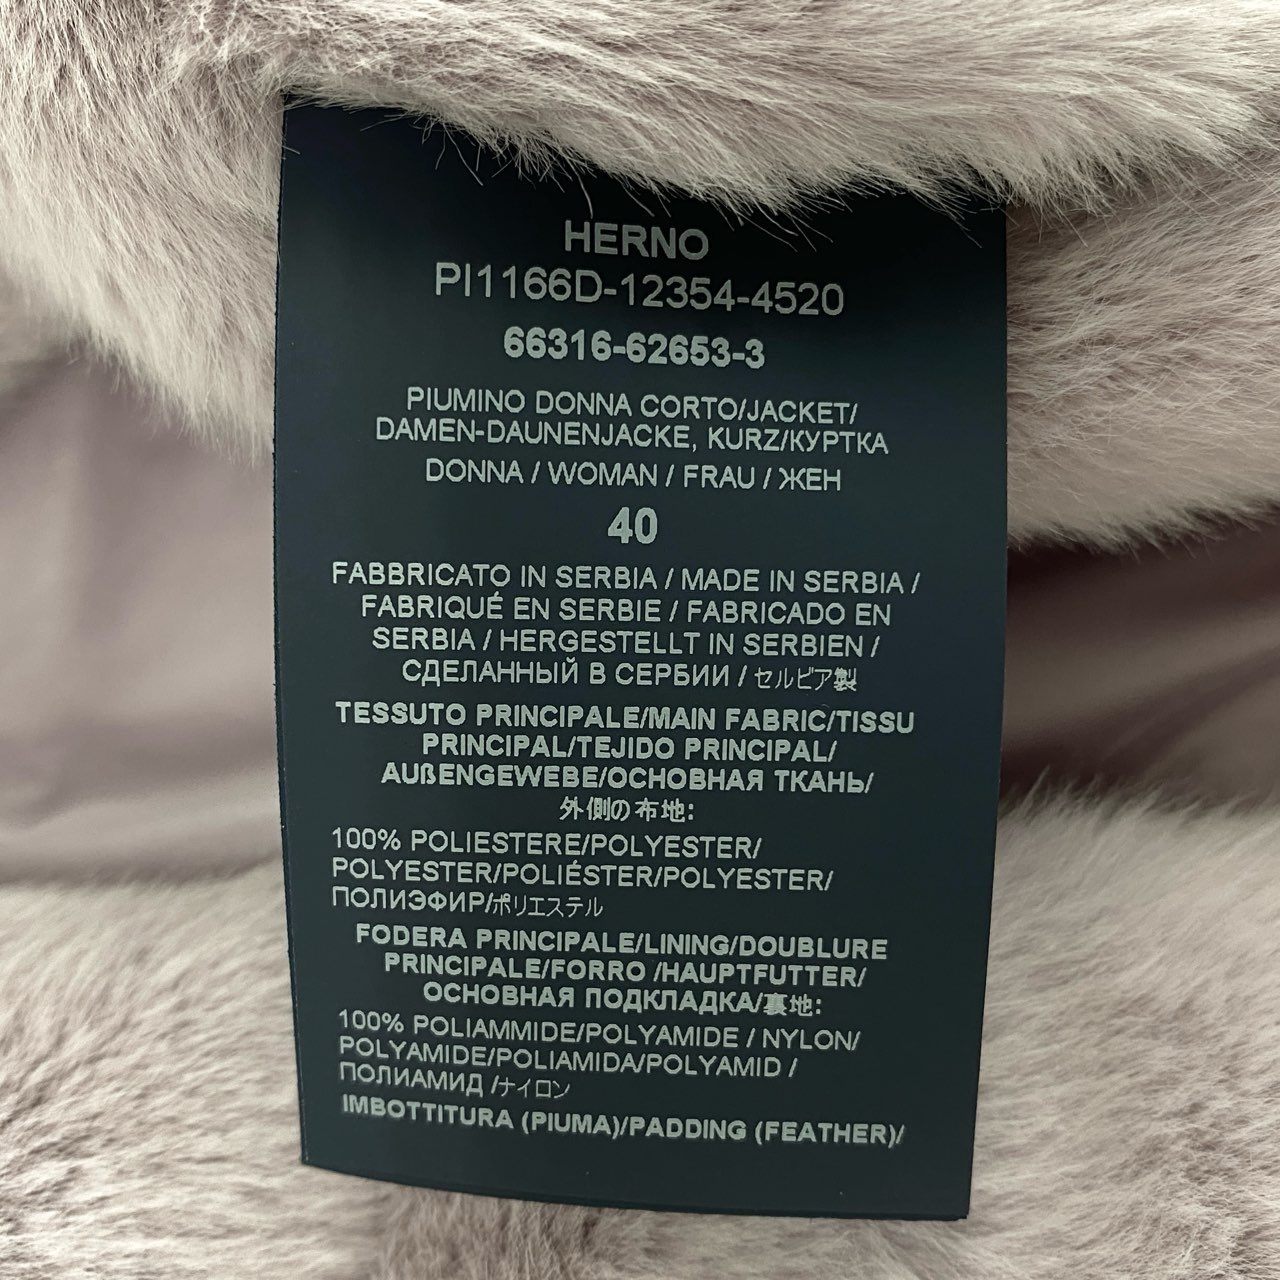 HERNO
PI1166D-12354-4520
66316-62653-3
PIUMINO DONNA CORTO/JACKET/
DAMEN-DAUNENJACKE, KURZ/КУРТКА
DONNA / WOMAN / FRAU / ЖЕН
40
FABBRICATO IN SERBIA / MADE IN SERBIA /
FABRIQUÉ EN SERBIE / FABRICADO EN
SERBIA / HERGESTELLT IN SERBIEN /
СДЕЛАННЫЙ В СЕРБИИ / セルビア製
TESSUTO PRINCIPALE/MAIN FABRIC/TISSU
PRINCIPAL/TEJIDO PRINCIPAL/
AUßENGEWEBE/ОСНОВНАЯ ТКАНЬ/
外側の布地:
100% POLIESTERE/POLYESTER/
POLYESTER/POLIÉSTER/POLYESTER/
ПОЛИЭФИР/ポリエステル
FODERA PRINCIPALE/LINING/DOUBLURE
PRINCIPALE/FORRO /HAUPTFUTTER/
ОСНОВНАЯ ПОДКЛАДКА/裏地:
100% POLIAMMIDE/POLYAMIDE / NYLON/
POLYAMIDE/POLIAMIDA/POLYAMID /
ПОЛИАМИД /ナイロン
IMBOTTITURA (PIUMA)/PADDING (FEATHER)/